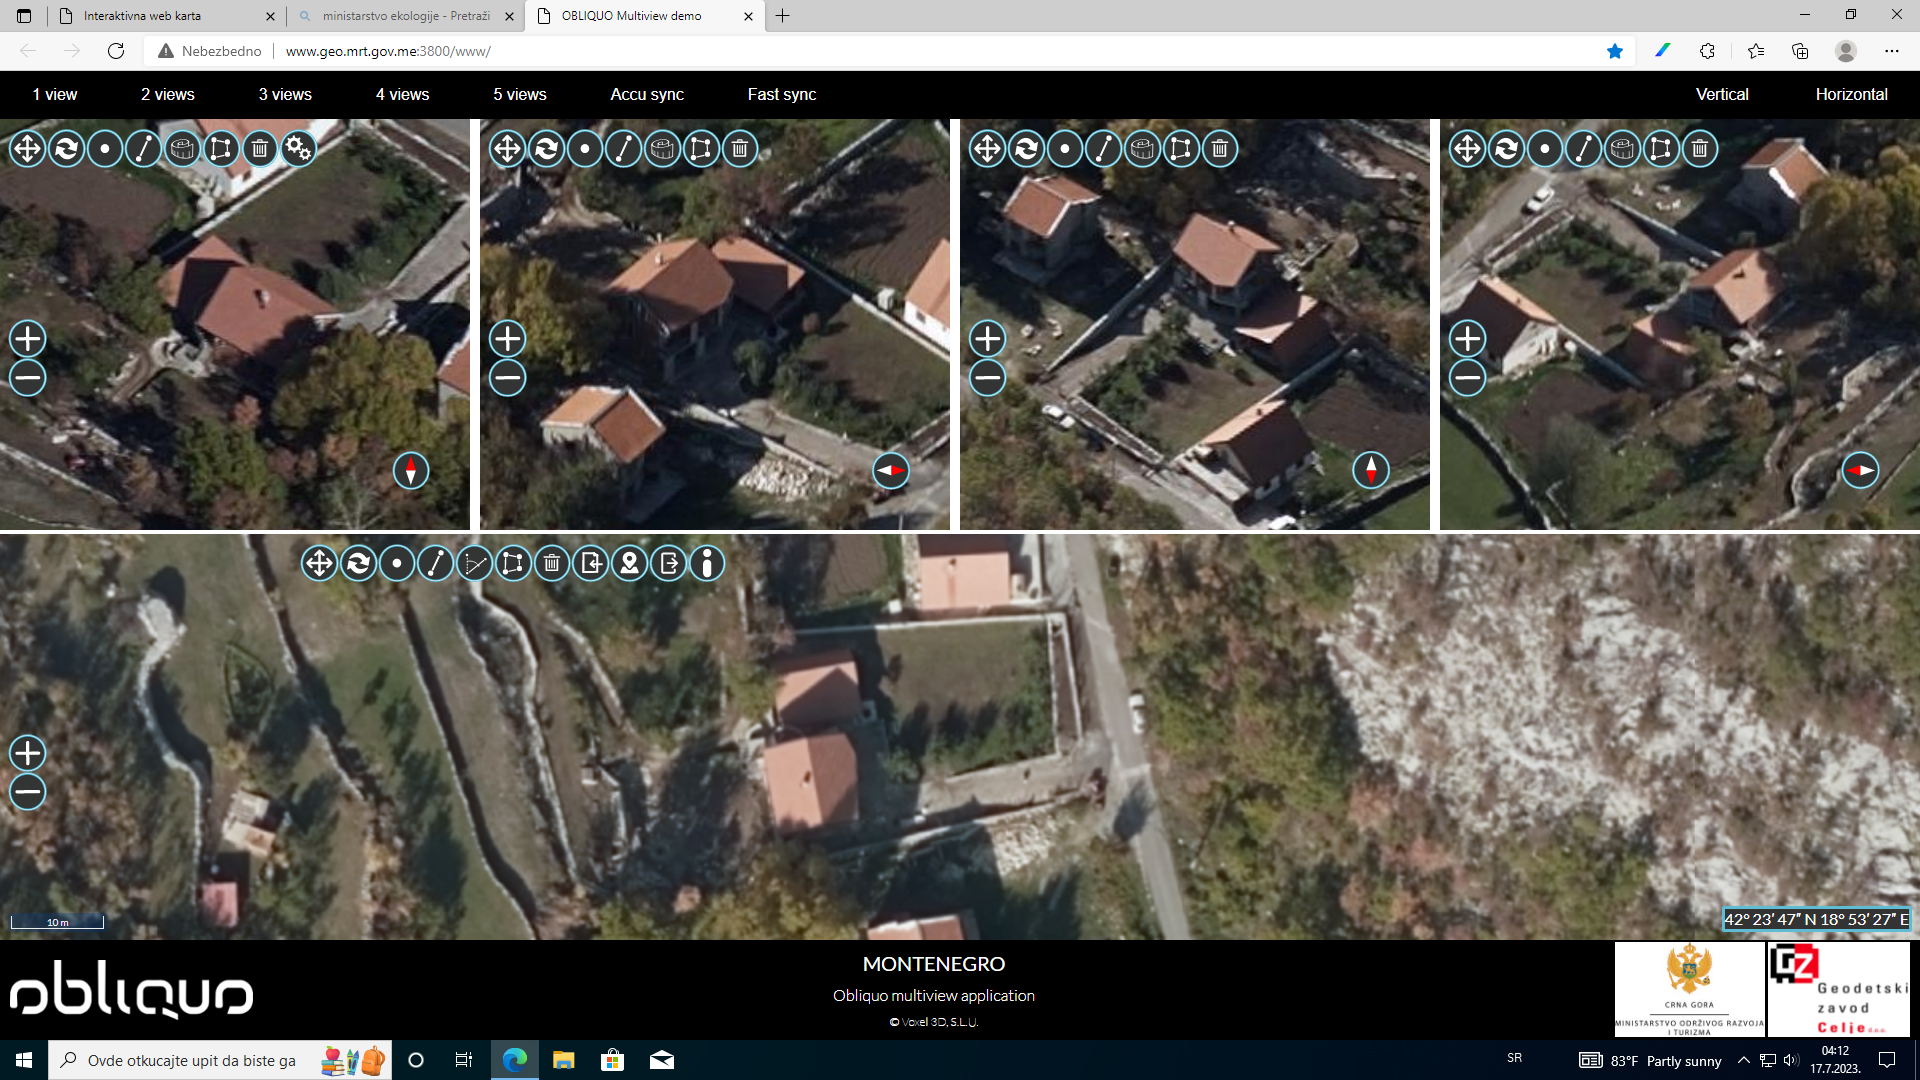 Interaktivna web karta
ministarstvo ekologije - Pretraži
OBLIQUO Multiview demo
Nebezbedno
www.geo.mrt.gov.me:3800/www/
1 view
2 views
3 views
4 views
5 views
Accu sync
Fast sync
Vertical
Horizontal
10 m
42° 23′ 47″ N 18° 53′ 27″ E
obliquo
MONTENEGRO
Obliquo multiview application
© Voxel 3D, S.L.U.
CRNA GORA
MINISTARSTVO ODRŽIVOG RAZVOJA
I TURIZMA
GZ
Geodetski
zavod
Celje d.o.o.
Ovde otkucajte upit da biste ga
SR
83°F Partly sunny
04:12
17.7.2023.